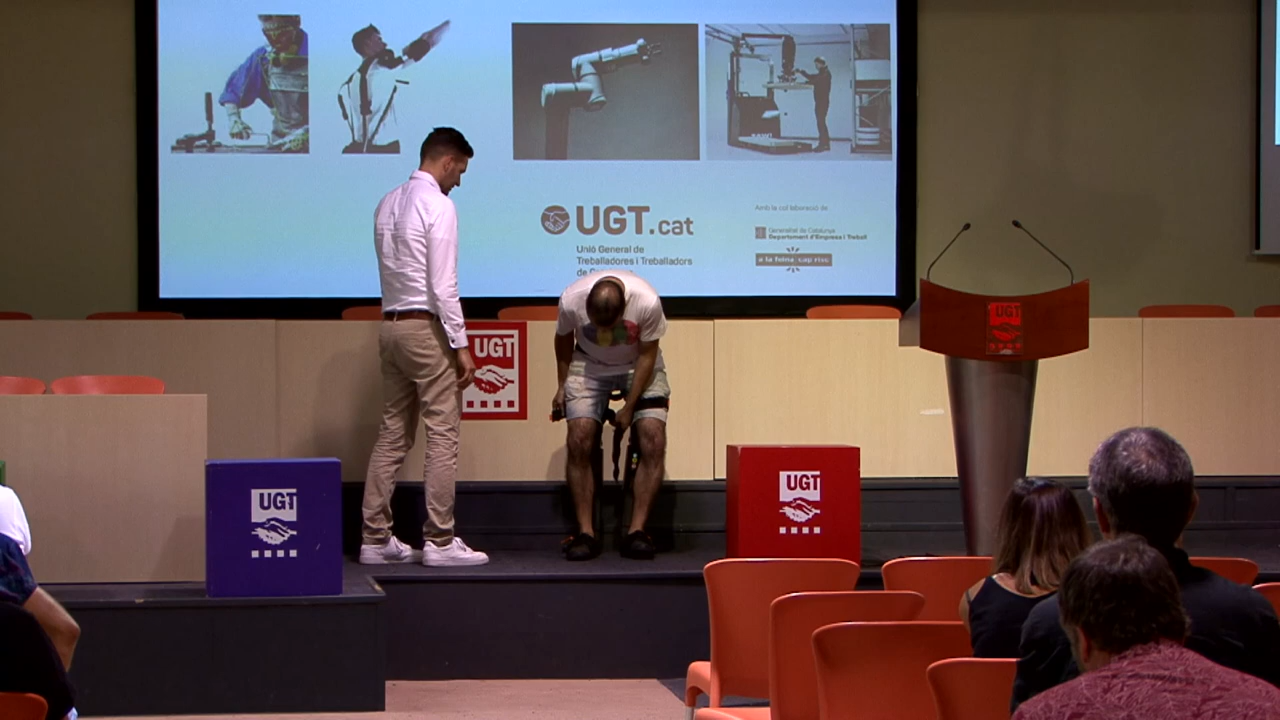 UGT.cat
Unió General de
Treballadores i Treballadors
de
Amb la col·laboració de
Generalitat de Catalunya
Departament d'Empresa i Treball
a la feina cap risc
UGT
UGT
UGT
UGT